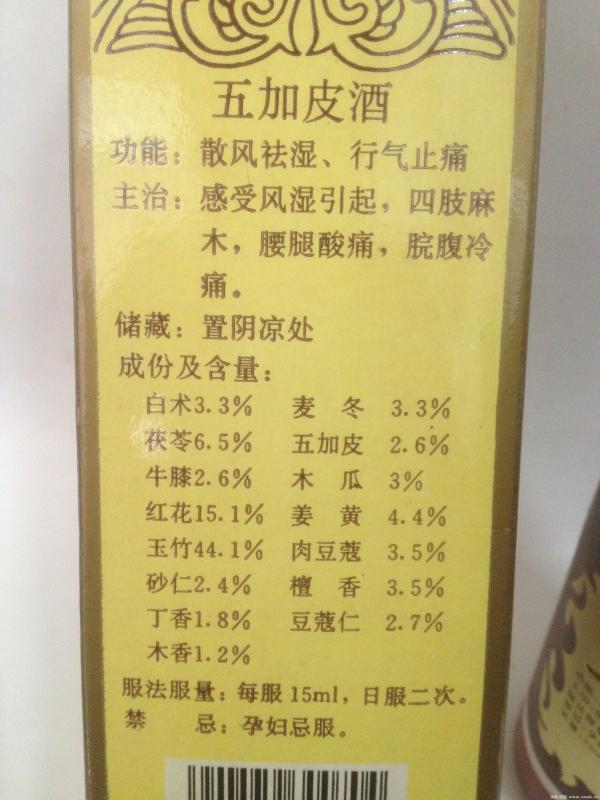 五加皮酒
功能：散风祛湿、行气止痛
主治：感受风湿引起，四肢麻
木，腰腿酸痛，脘腹冷
痛。
储藏：置阴凉处
成份及含量：
白术3.3% 麦冬 3.3%
茯苓6.5% 五加皮 2.6%
牛膝2.6% 木瓜 3%
红花15.1% 姜黄 4.4%
玉竹44.1% 肉豆蔻 3.5%
砂仁2.4% 檀香 3.5%
丁香1.8% 豆蔻仁 2.7%
木香1.2%
服法服量：每服15ml，日服二次。
禁忌：孕妇忌服。